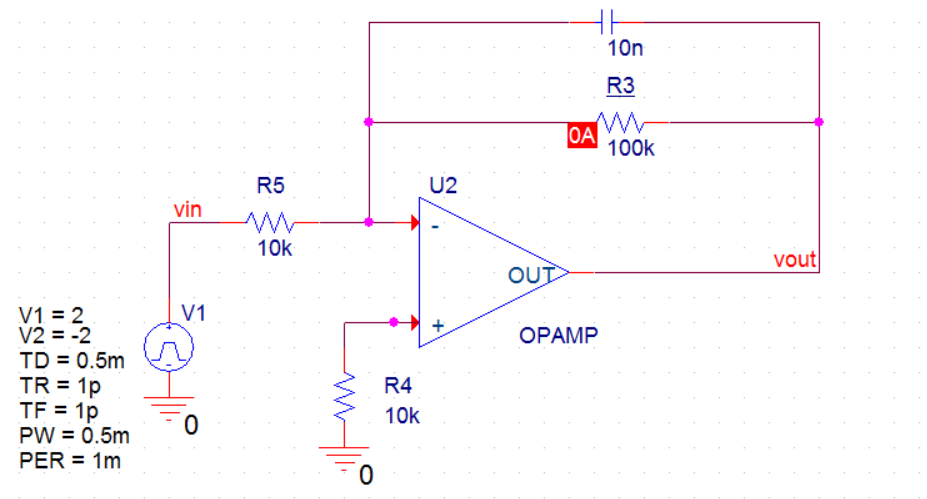 10n
R3
0A
100k
R5
U2
vin
10k
-
OUT
vout
V1 = 2
V1
V2 = -2
+
OPAMP
TD = 0.5m
TR = 1p
R4
TF = 1p
10k
0
PW = 0.5m
PER = 1m
0